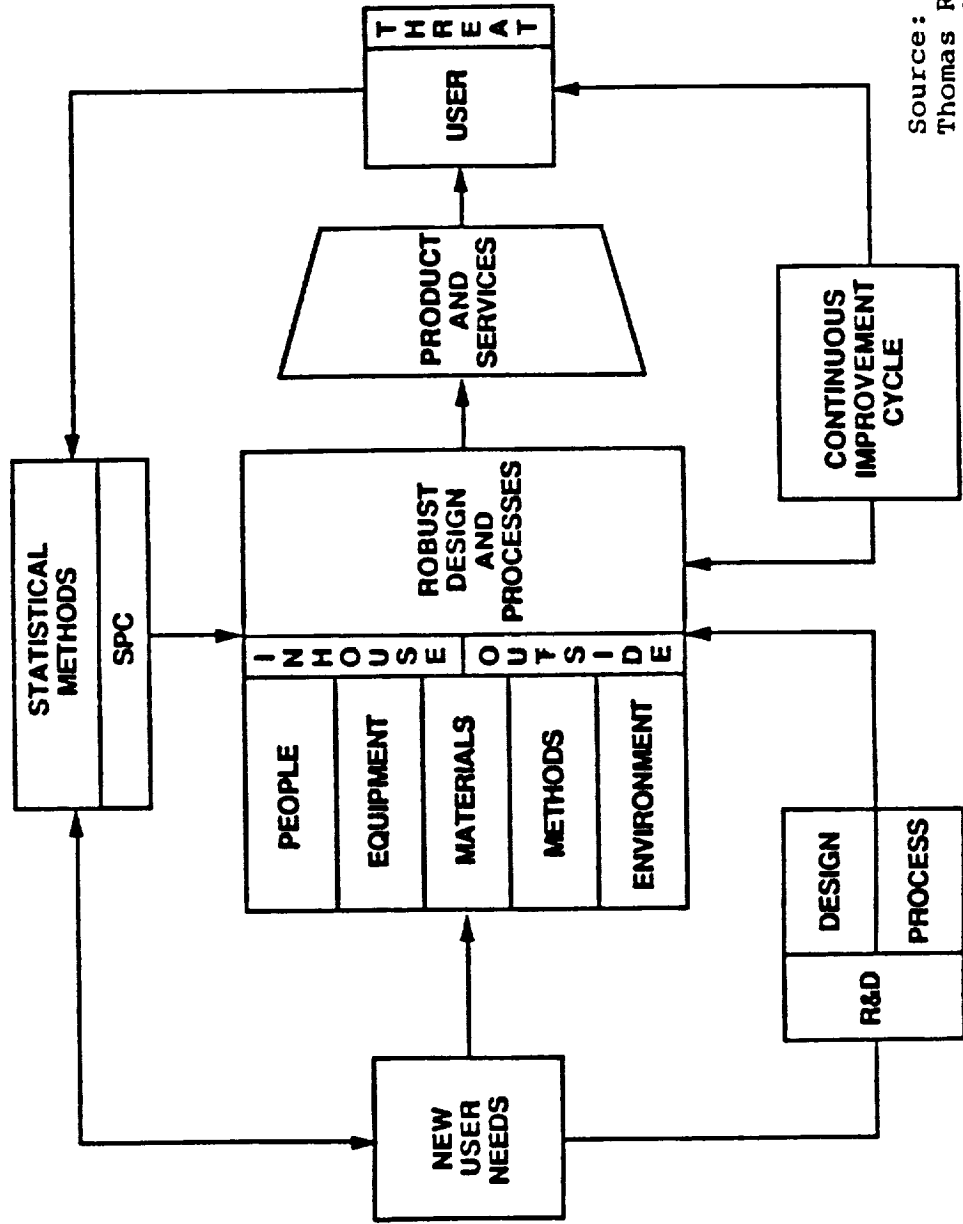 STATISTICAL
METHODS
SPC
NEW
USER
NEEDS
PEOPLE
EQUIPMENT
MATERIALS
METHODS
ENVIRONMENT
INHOUSE
OUTSIDE
ROBUST
DESIGN
AND
PROCESSES
PRODUCT
AND
SERVICES
USER
THREAT
R&D
DESIGN
PROCESS
CONTINUOUS
IMPROVEMENT
CYCLE
Source:
Thomas R